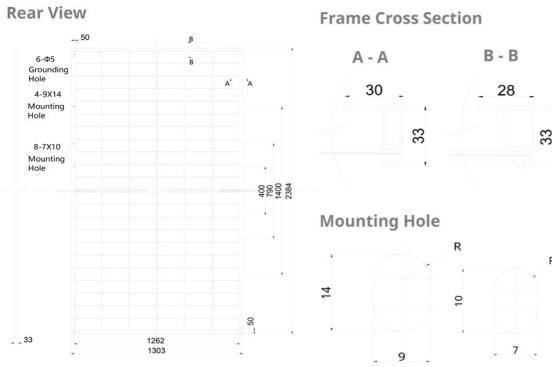 Rear View
50
B
B
6-Φ5
Grounding
Hole
A A
4-9X14
Mounting
Hole
8-7X10
Mounting
Hole
400
790
1400
2384
50
33
1262
1303
Frame Cross Section
A - A
B - B
30
28
33
33
Mounting Hole
R
R
14
10
9
7